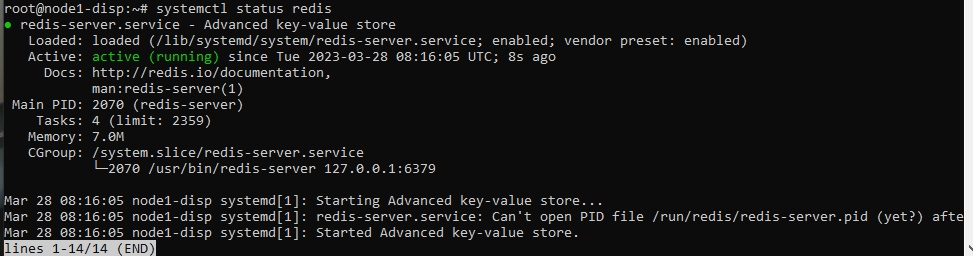 root@node1-disp:~# systemctl status redis
● redis-server.service - Advanced key-value store
   Loaded: loaded (/lib/systemd/system/redis-server.service; enabled; vendor preset: enabled)
   Active: active (running) since Tue 2023-03-28 08:16:05 UTC; 8s ago
     Docs: http://redis.io/documentation,
           man:redis-server(1)
 Main PID: 2070 (redis-server)
    Tasks: 4 (limit: 2359)
   Memory: 7.0M
   CGroup: /system.slice/redis-server.service
           └─2070 /usr/bin/redis-server 127.0.0.1:6379
Mar 28 08:16:05 node1-disp systemd[1]: Starting Advanced key-value store...
Mar 28 08:16:05 node1-disp systemd[1]: redis-server.service: Can't open PID file /run/redis/redis-server.pid (yet?) afte
Mar 28 08:16:05 node1-disp systemd[1]: Started Advanced key-value store.
lines 1-14/14 (END)